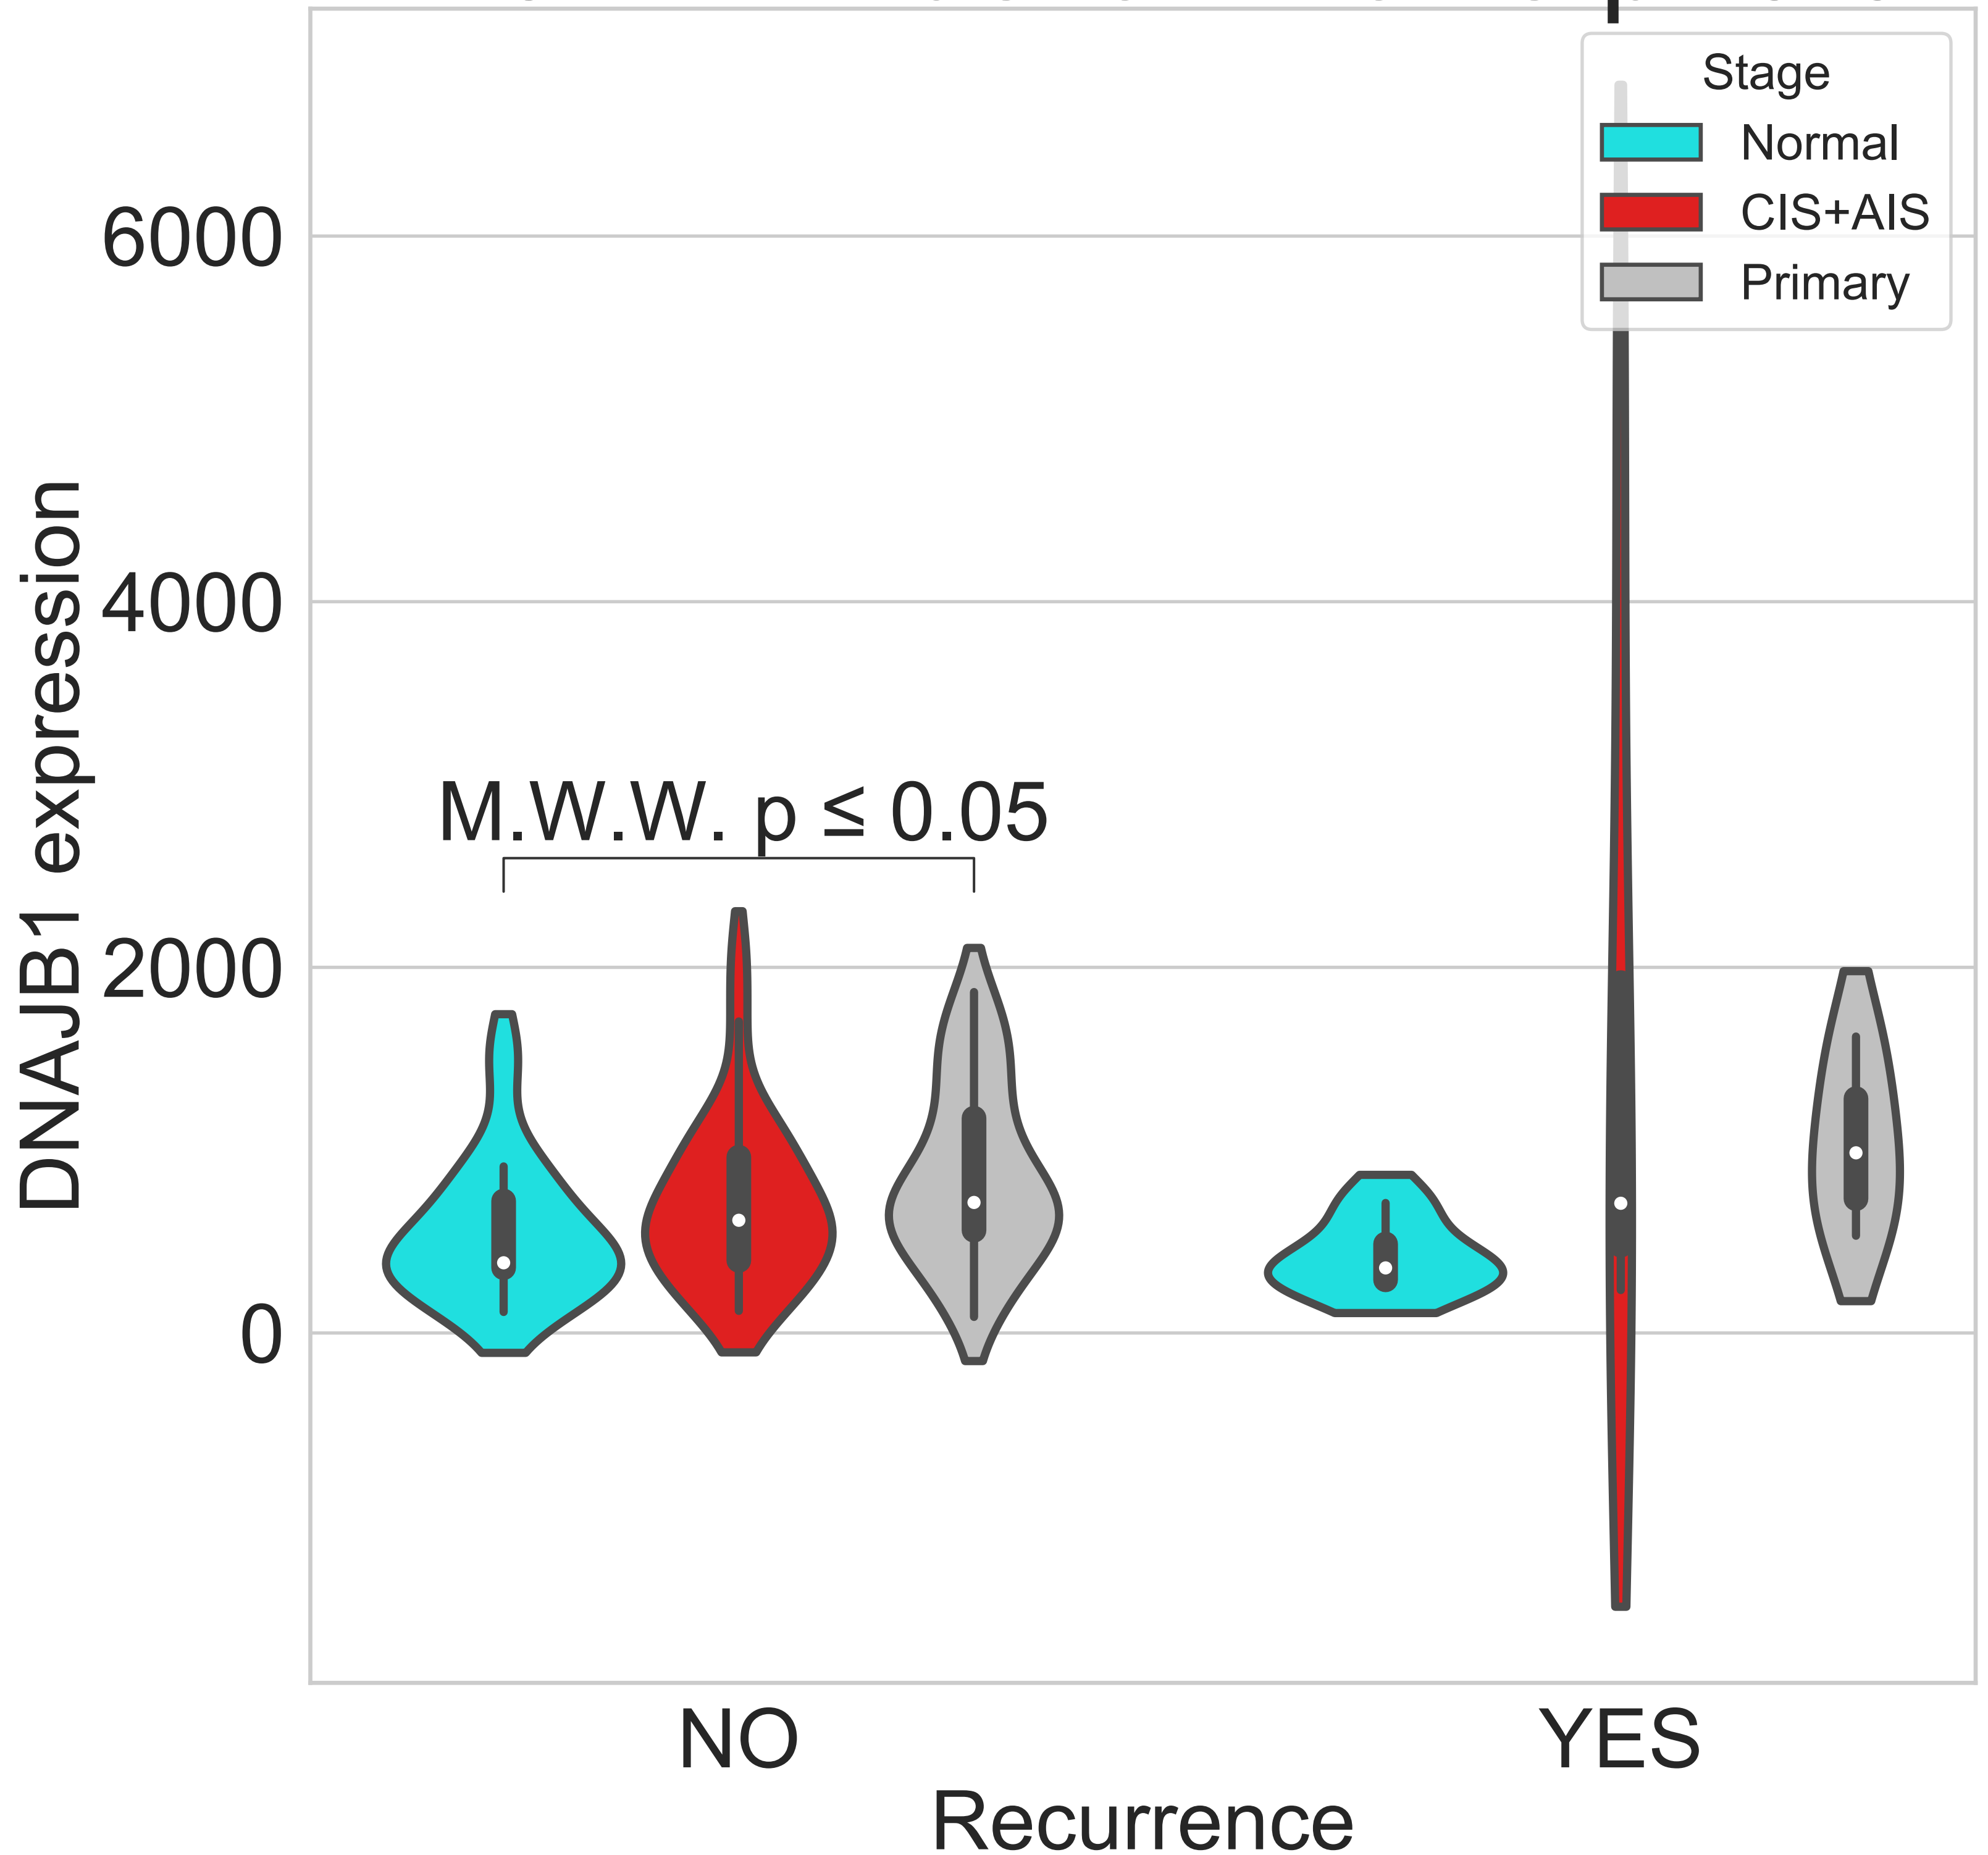 Stage
Normal
CIS+AIS
Primary
6000
4000
2000
0
DNAJB1 expression
M.W.W. p ≤ 0.05
NO
YES
Recurrence